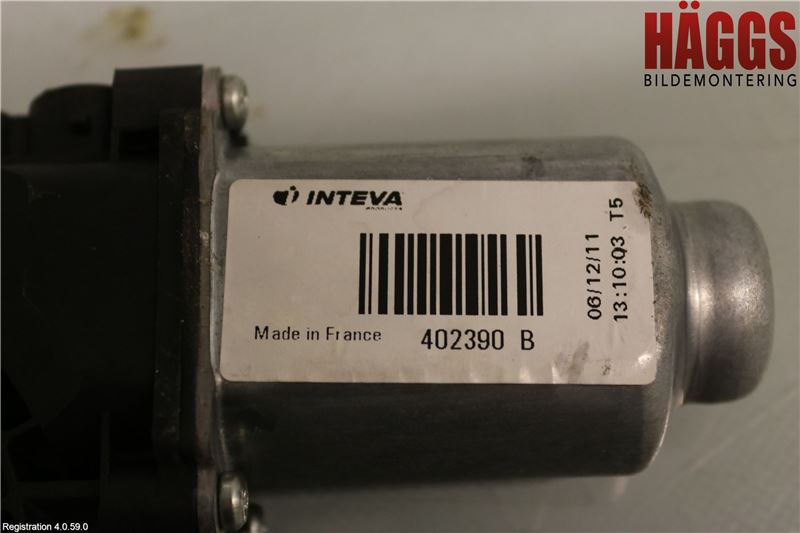 HÄGGS
BILDEMONTERING
INTEVA
PRODUCTS
Made in France
402390 B
06/12/11
13:10:03 T5
Registration 4.0.59.0